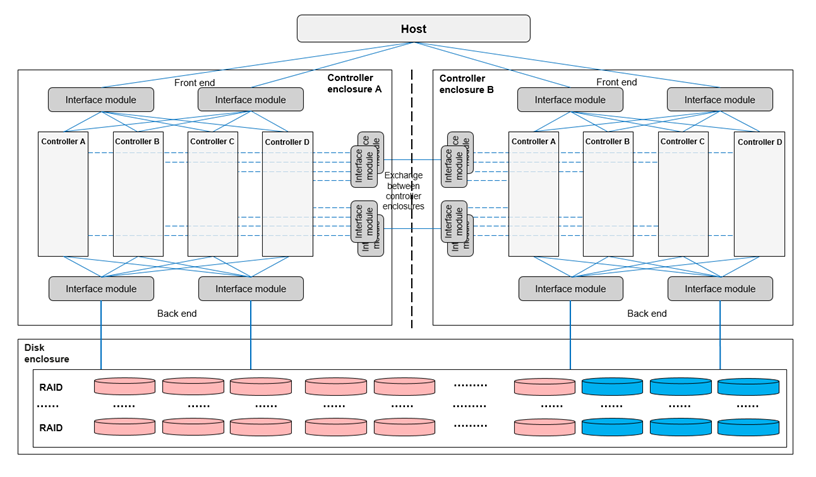 Host
Front end
Controller
enclosure A
Interface module
Interface module
Controller A
Controller B
Controller C
Controller D
Interface
module
Interface
module
Exchange
between
controller
enclosures
Interface module
Interface module
Back end
Controller
enclosure B
Front end
Interface module
Interface module
Interface
module
Interface
module
Controller A
Controller B
Controller C
Controller D
Interface module
Interface module
Back end
Disk
enclosure
RAID
·········
······ ······ ······ ······ ······ ······ ········· ······ ······ ······ ······
RAID
·········